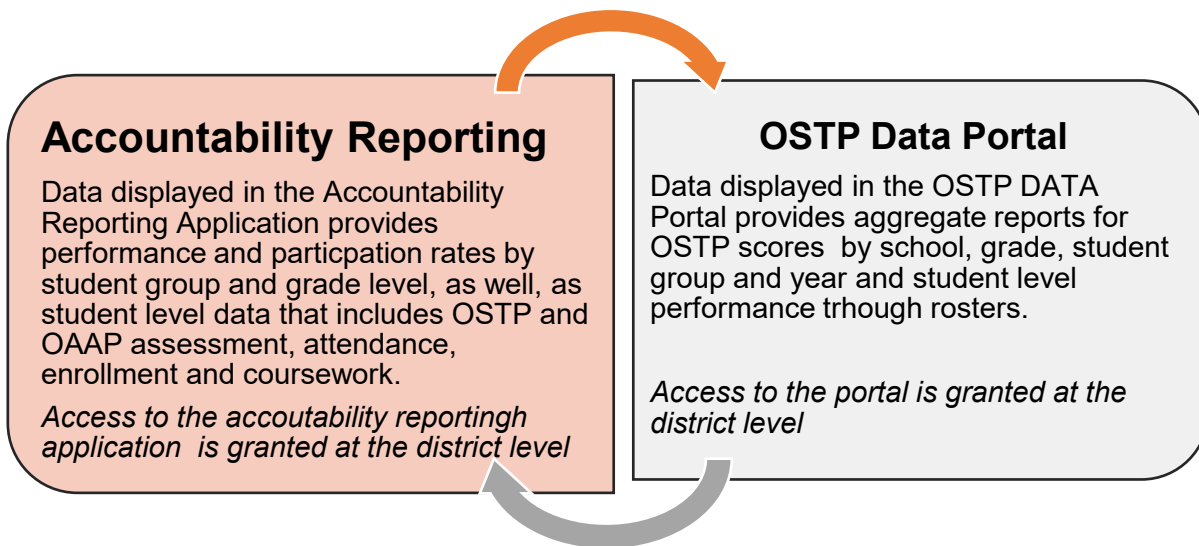 Accountability Reporting
Data displayed in the Accountability
Reporting Application provides
performance and particpation rates by
student group and grade level, as well, as
student level data that includes OSTP and
OAAP assessment, attendance,
enrollment and coursework.
Access to the accoutability reportingh
application  is granted at the district level
OSTP Data Portal
Data displayed in the OSTP DATA
Portal provides aggregate reports for
OSTP scores  by school, grade, student
group and year and student level
performance trhough rosters.
Access to the portal is granted at the
district level